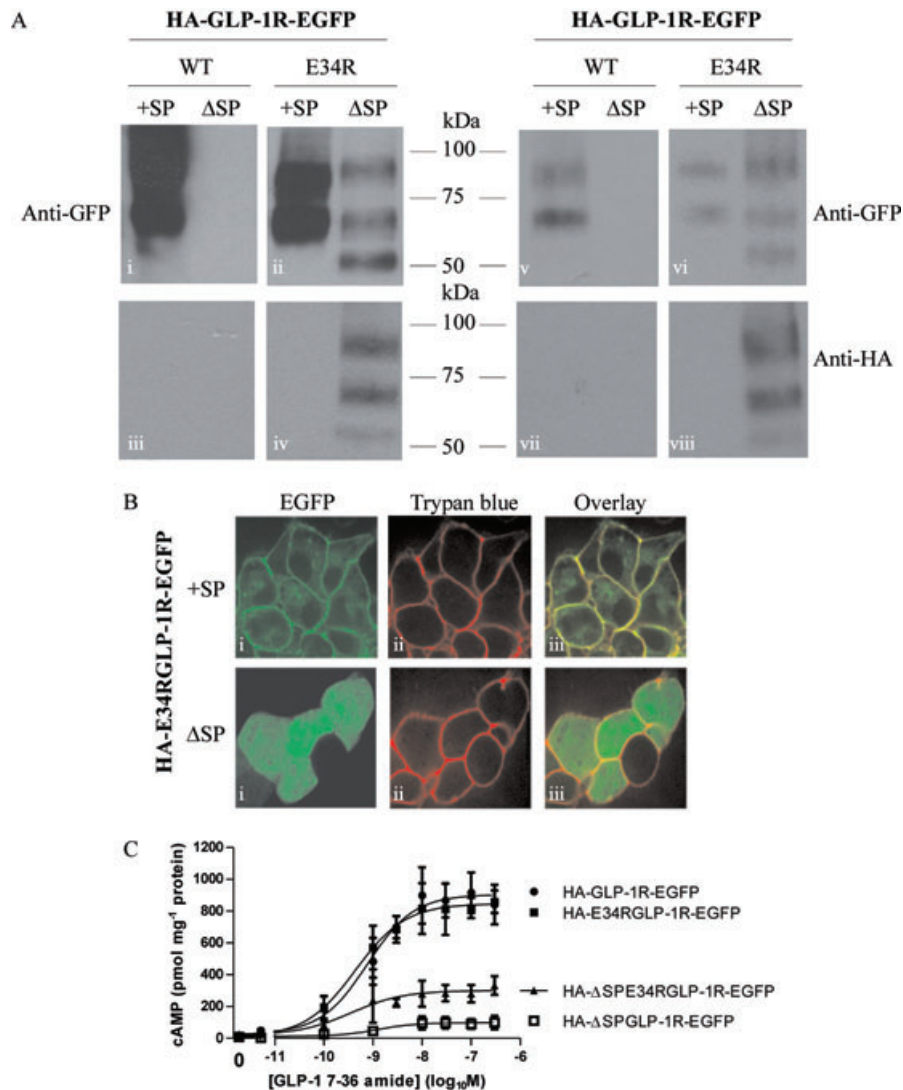 A
HA-GLP-1R-EGFP HA-GLP-1R-EGFP
WT E34R WT E34R
+SP ΔSP +SP ΔSP +SP ΔSP +SP ΔSP
kDa
100
75
50
Anti-GFP Anti-GFP
i ii v vi
kDa
100
75
50
Anti-HA
iii iv vii viii
B
EGFP Trypan blue Overlay
HA-E34RGLP-1R-EGFP
+SP
i ii iii
ΔSP
i ii iii
C
cAMP (pmol mg⁻¹ protein)
1200
1000
800
600
400
200
0
0 -11 -10 -9 -8 -7 -6
[GLP-1 7-36 amide] (log₁₀M)
HA-GLP-1R-EGFP
HA-E34RGLP-1R-EGFP
HA-ΔSPE34RGLP-1R-EGFP
HA-ΔSPGLP-1R-EGFP